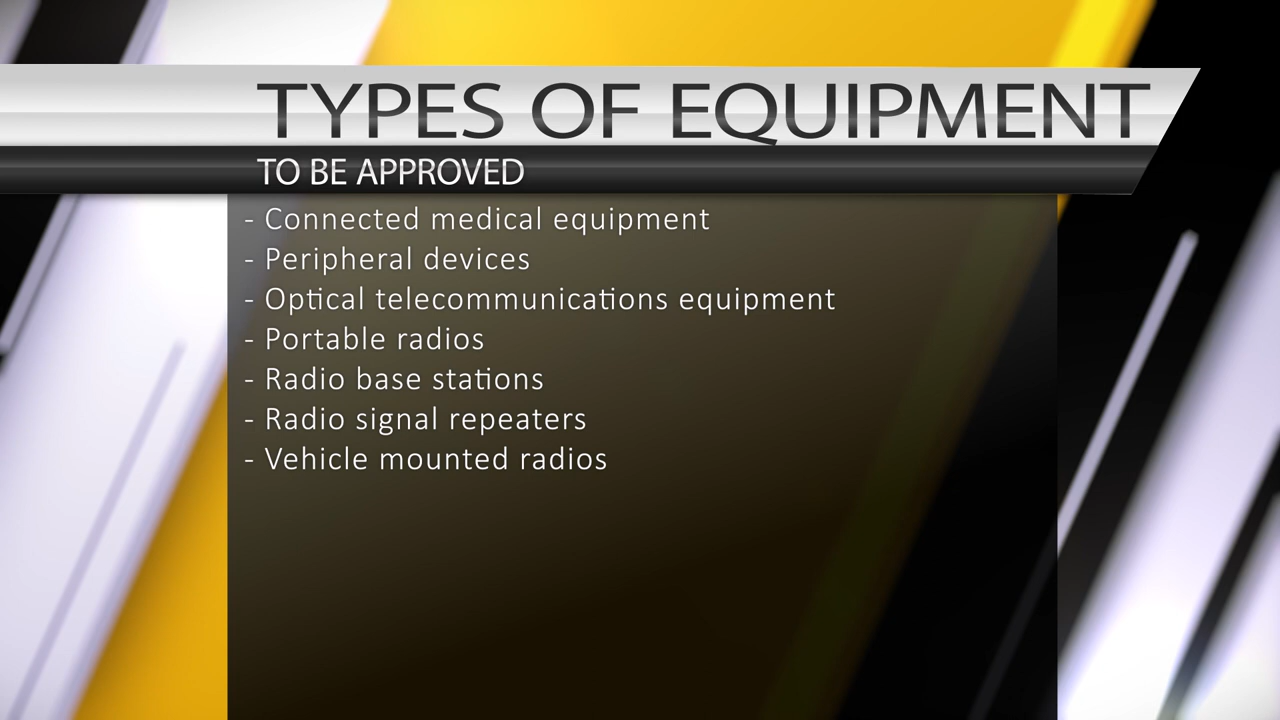 TYPES OF EQUIPMENT
TO BE APPROVED
- Connected medical equipment
- Peripheral devices
- Optical telecommunications equipment
- Portable radios
- Radio base stations
- Radio signal repeaters
- Vehicle mounted radios